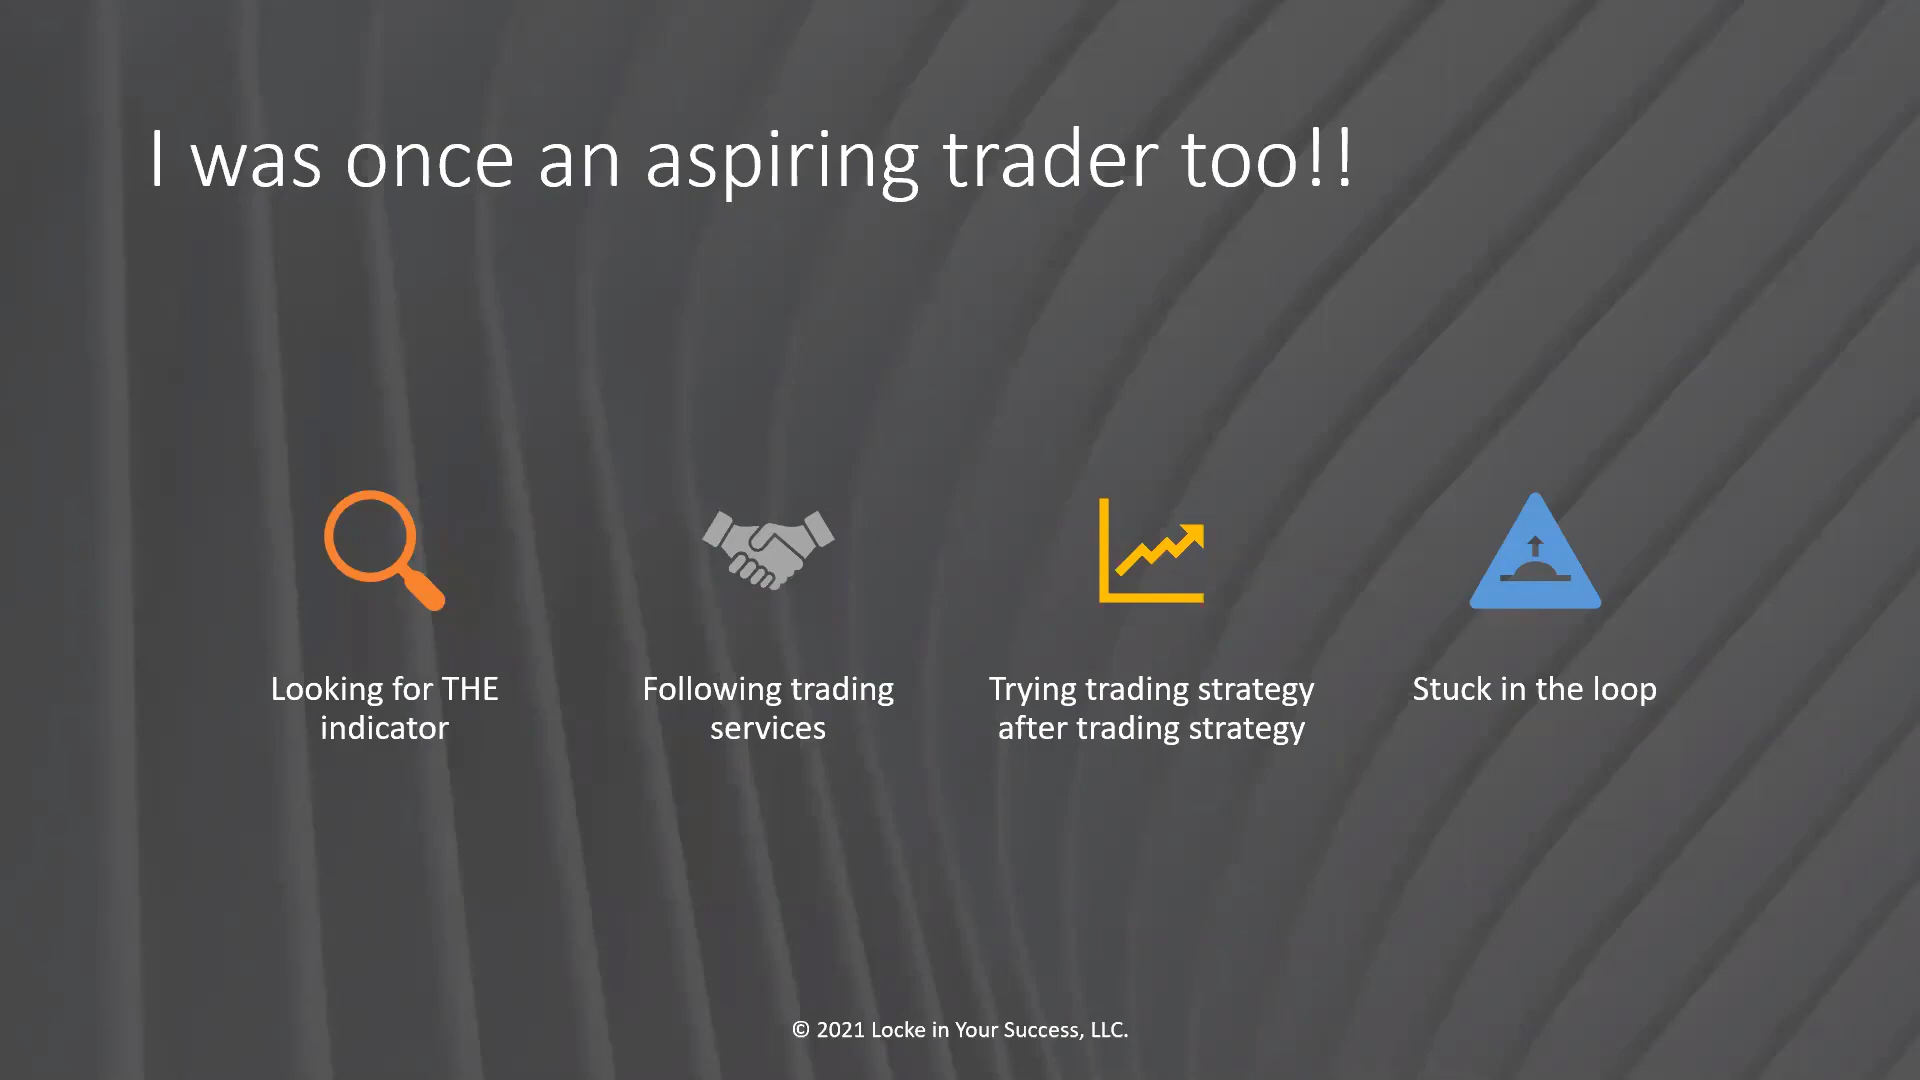 I was once an aspiring trader too!!
Looking for THE
indicator
Following trading
services
Trying trading strategy
after trading strategy
Stuck in the loop
© 2021 Locke in Your Success, LLC.